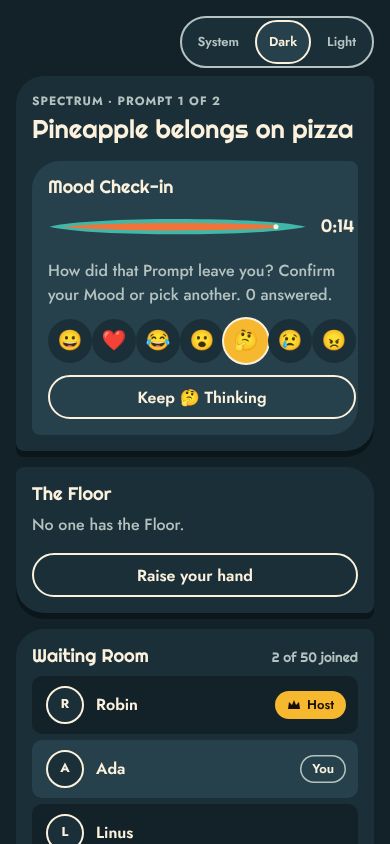 System Dark Light
SPECTRUM · PROMPT 1 OF 2
Pineapple belongs on pizza
Mood Check-in
0:14
How did that Prompt leave you? Confirm
your Mood or pick another. 0 answered.
😀 ❤️ 😂 😮 🤔 😢 😠
Keep 🤔 Thinking
The Floor
No one has the Floor.
Raise your hand
Waiting Room 2 of 50 joined
R Robin Host
A Ada You
L Linus